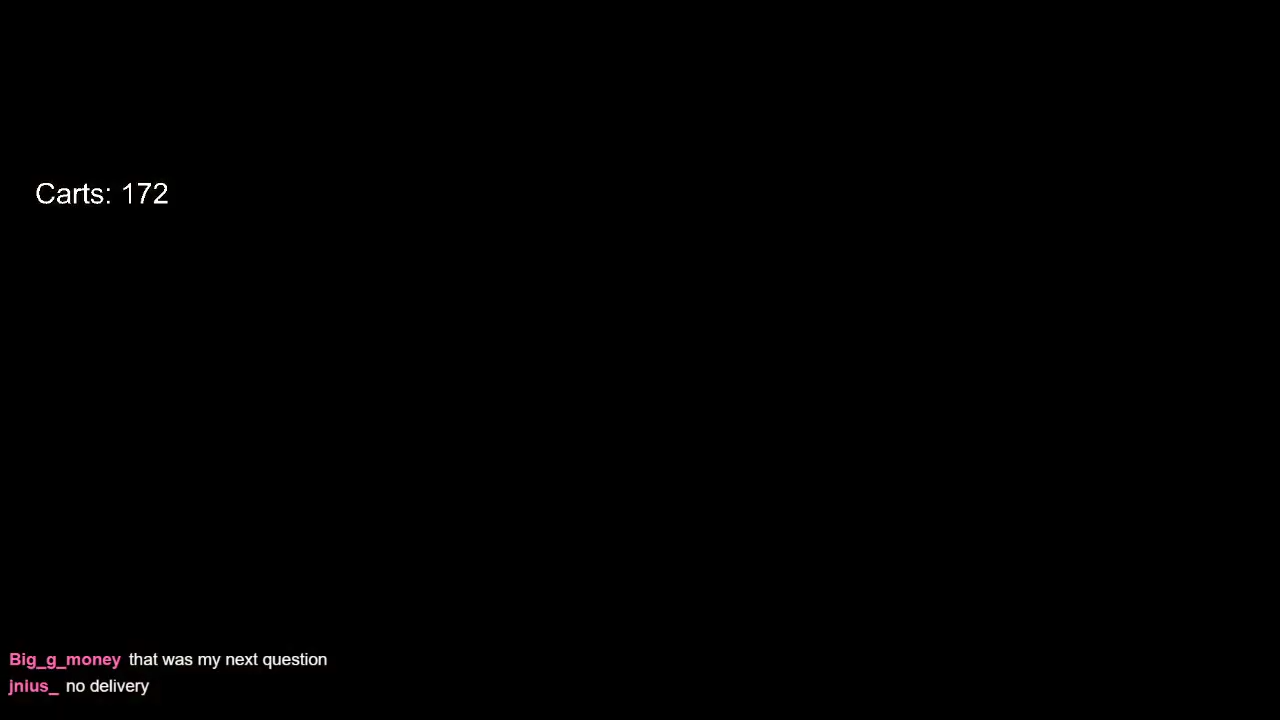 Carts: 172
Big_g_money that was my next question
jnius_ no delivery